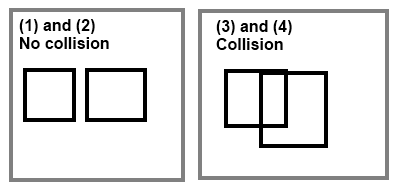 (1) and (2)
No collision
(3) and (4)
Collision